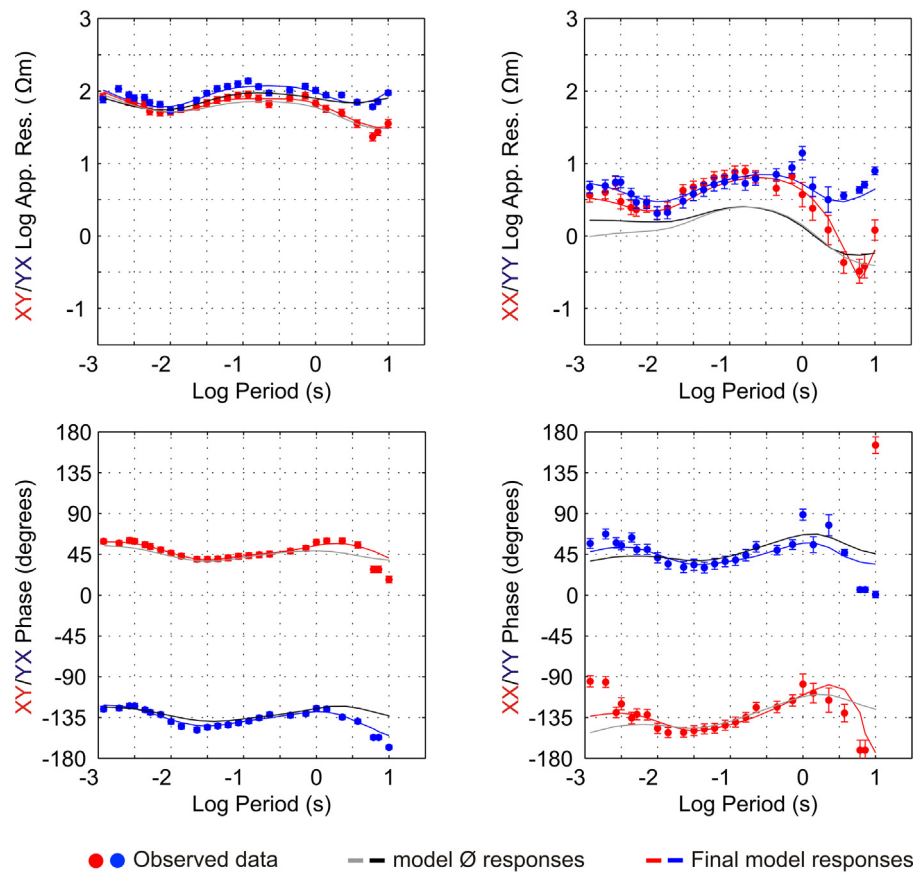 XY/YX Log App. Res. ( Ωm)
3
2
1
0
-1
-3 -2 -1 0 1
Log Period (s)
XX/YY Log App. Res. ( Ωm)
3
2
1
0
-1
-3 -2 -1 0 1
Log Period (s)
XY/YX Phase (degrees)
180
135
90
45
0
-45
-90
-135
-180
-3 -2 -1 0 1
Log Period (s)
XX/YY Phase (degrees)
180
135
90
45
0
-45
-90
-135
-180
-3 -2 -1 0 1
Log Period (s)
Observed data model Ø responses Final model responses